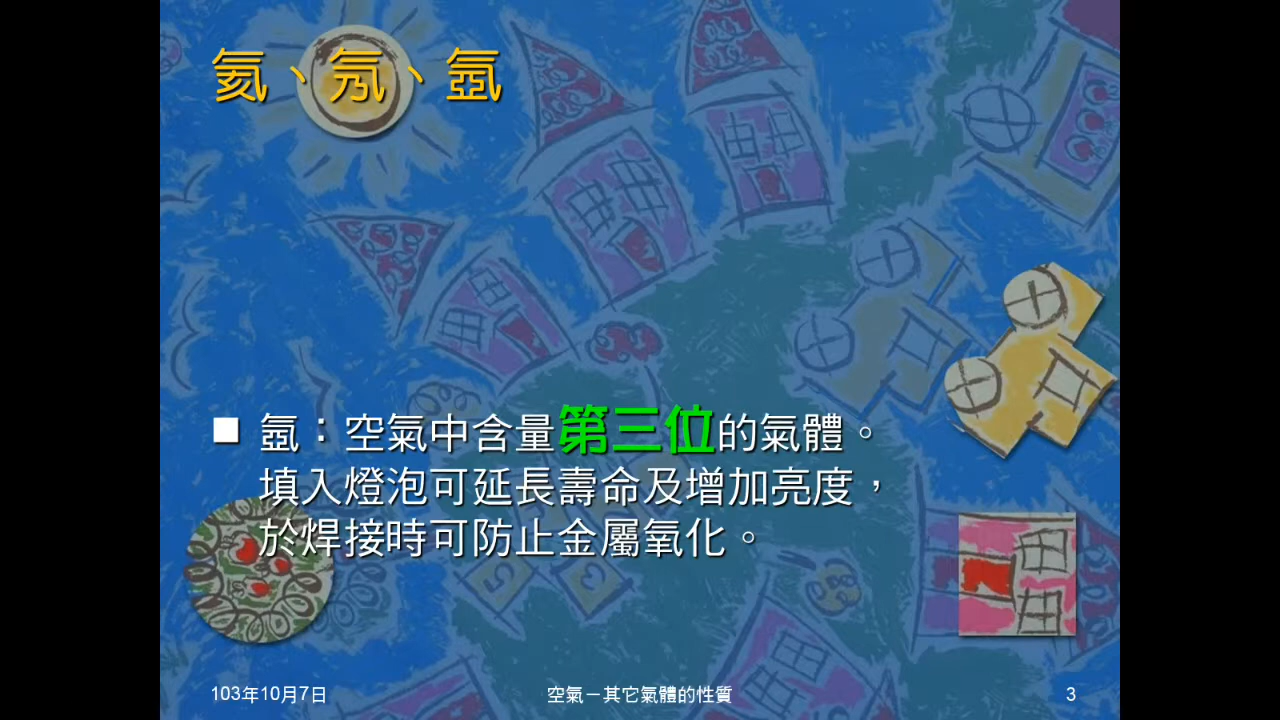 氦、氖、氬
氬：空氣中含量第三位的氣體。
填入燈泡可延長壽命及增加亮度，
於焊接時可防止金屬氧化。
103年10月7日
空氣－其它氣體的性質
3